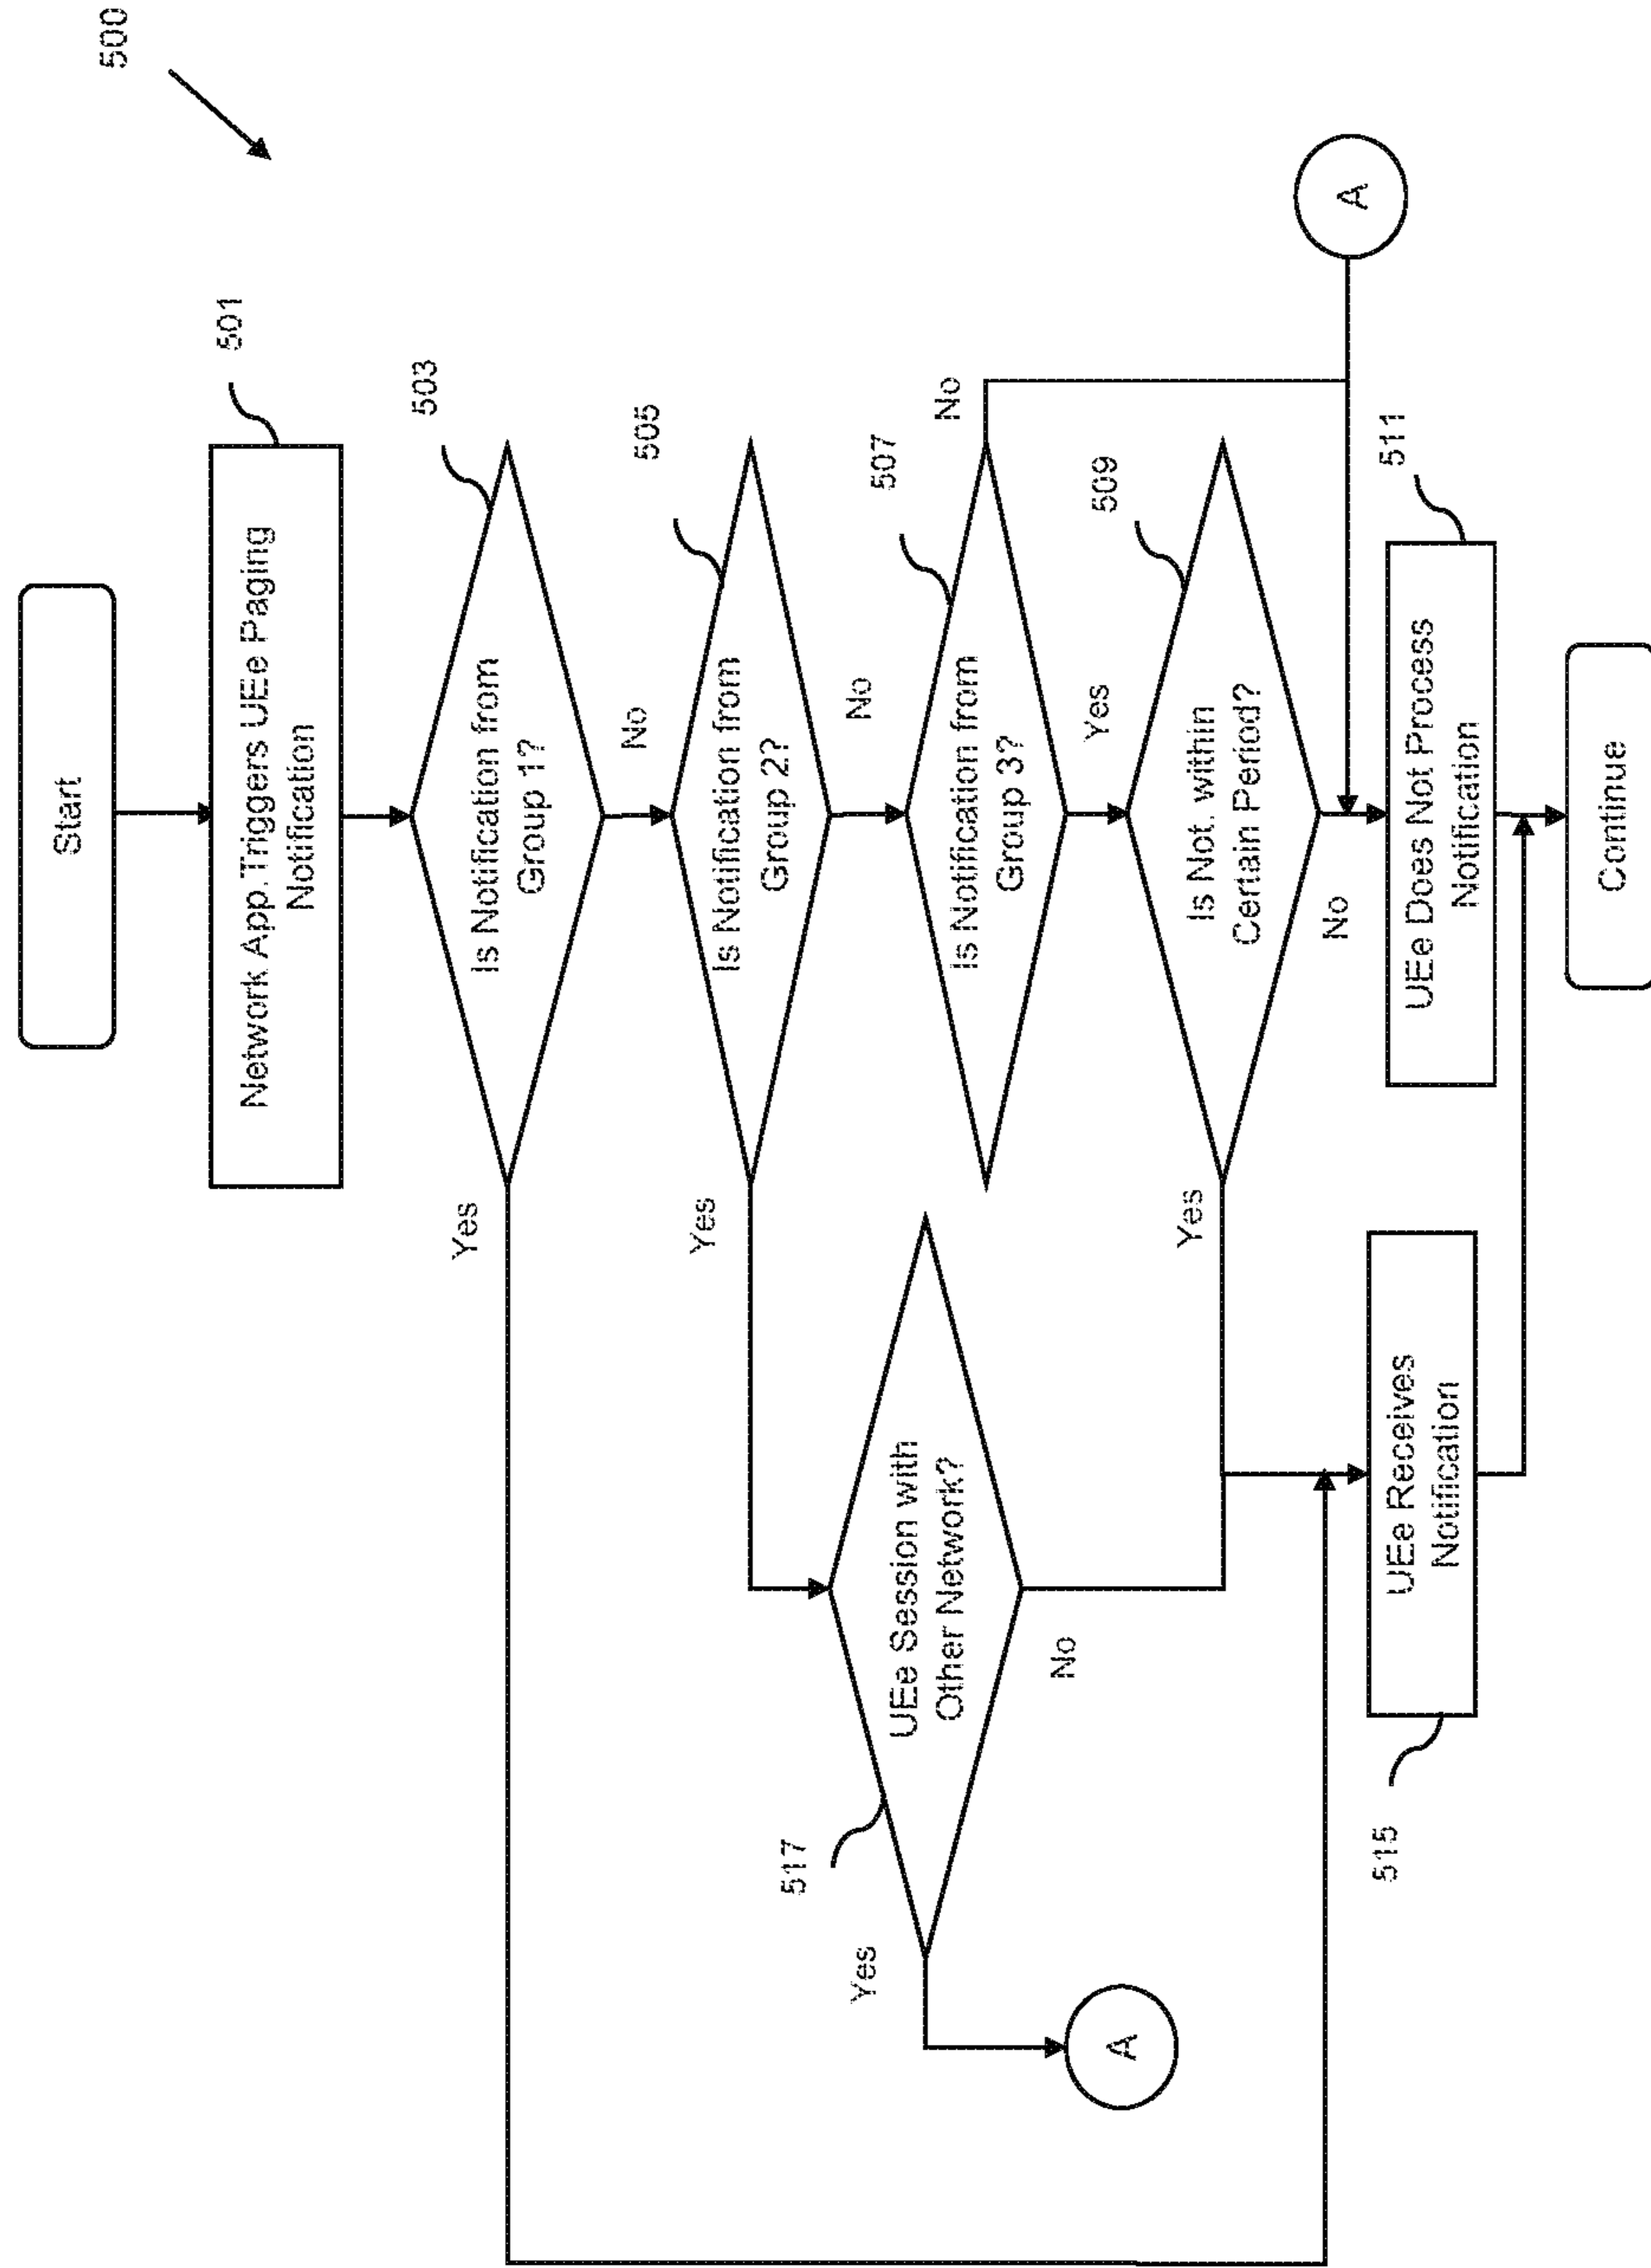 500
Start
501
Network App.Triggers UEe Paging
Notification
503
Is Notification from
Group 1?
Yes
No
505
Is Notification from
Group 2?
Yes
No
507
Is Notification from
Group 3?
No
Yes
517
UEe Session with
Other Network?
Yes
No
A
509
Is Not. within
Certain Period?
Yes
No
A
511
UEe Does Not Process
Notification
515
UEe Receives
Notification
Continue